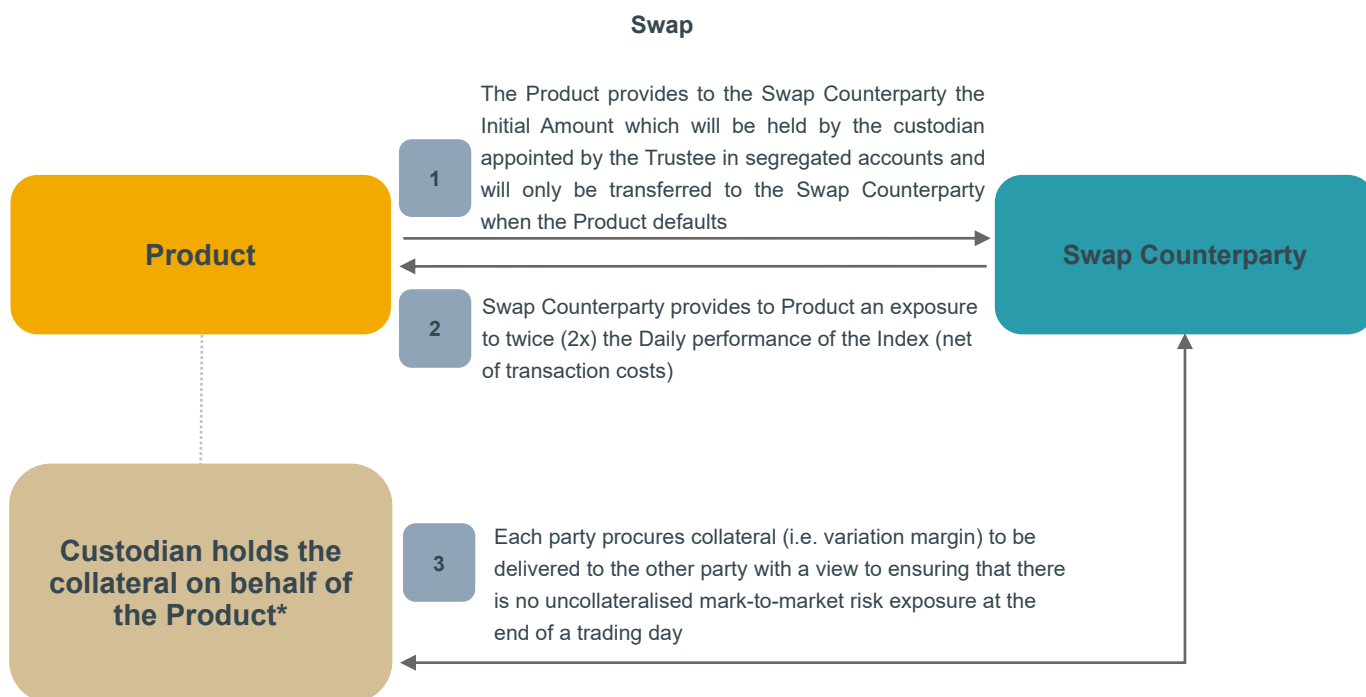 Swap
The Product provides to the Swap Counterparty the
Initial Amount which will be held by the custodian
appointed by the Trustee in segregated accounts and
will only be transferred to the Swap Counterparty
when the Product defaults
1
Product
Swap Counterparty
2
Swap Counterparty provides to Product an exposure
to twice (2x) the Daily performance of the Index (net
of transaction costs)
Custodian holds the
collateral on behalf of
the Product*
3
Each party procures collateral (i.e. variation margin) to be
delivered to the other party with a view to ensuring that there
is no uncollateralised mark-to-market risk exposure at the
end of a trading day